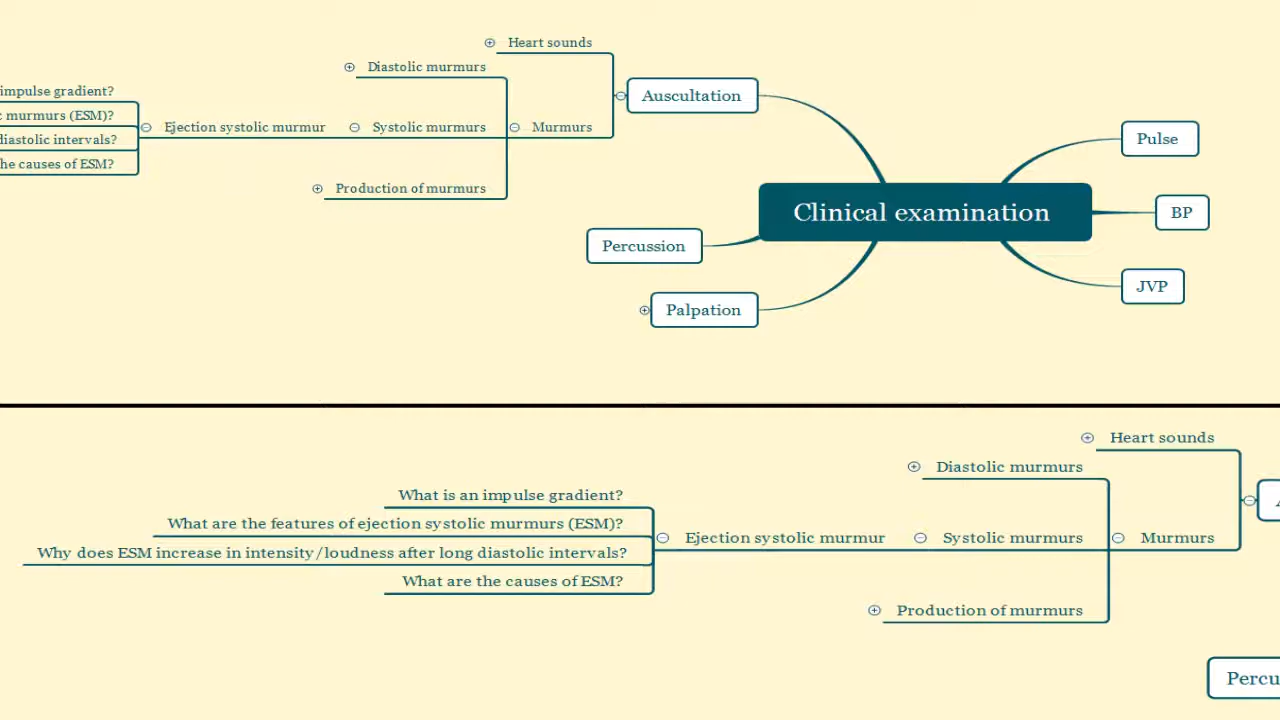 Heart sounds
Diastolic murmurs
impulse gradient?
Auscultation
murmurs (ESM)?
Ejection systolic murmur
Systolic murmurs
Murmurs
diastolic intervals?
Pulse
the causes of ESM?
Production of murmurs
Clinical examination
BP
Percussion
JVP
Palpation
Heart sounds
Diastolic murmurs
What is an impulse gradient?
What are the features of ejection systolic murmurs (ESM)?
Ejection systolic murmur
Systolic murmurs
Murmurs
Why does ESM increase in intensity/loudness after long diastolic intervals?
What are the causes of ESM?
Production of murmurs
Percu